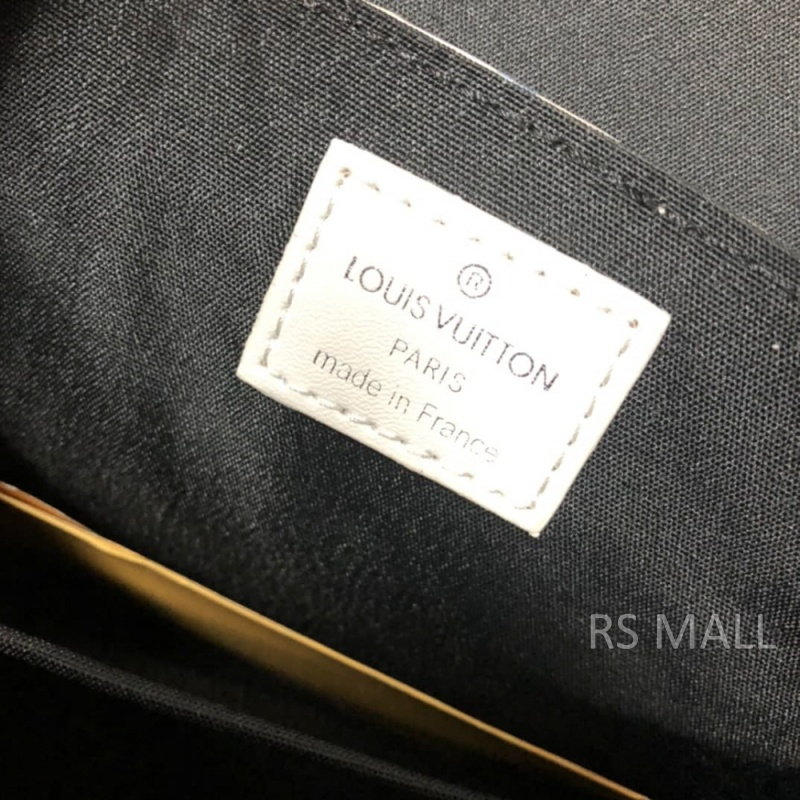 ®
LOUIS VUITTON
PARIS
made in France
RS MALL